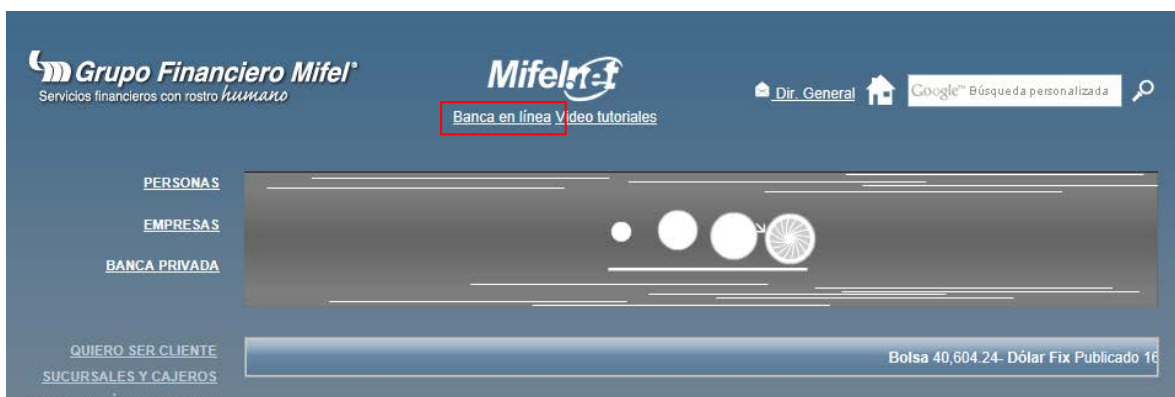 Grupo Financiero Mifel®
Servicios financieros con rostro humano
Mifelnet
Banca en línea Video tutoriales
Dir. General
Google™ Búsqueda personalizada
PERSONAS
EMPRESAS
BANCA PRIVADA
QUIERO SER CLIENTE
SUCURSALES Y CAJEROS
Bolsa 40,604.24- Dólar Fix Publicado 16